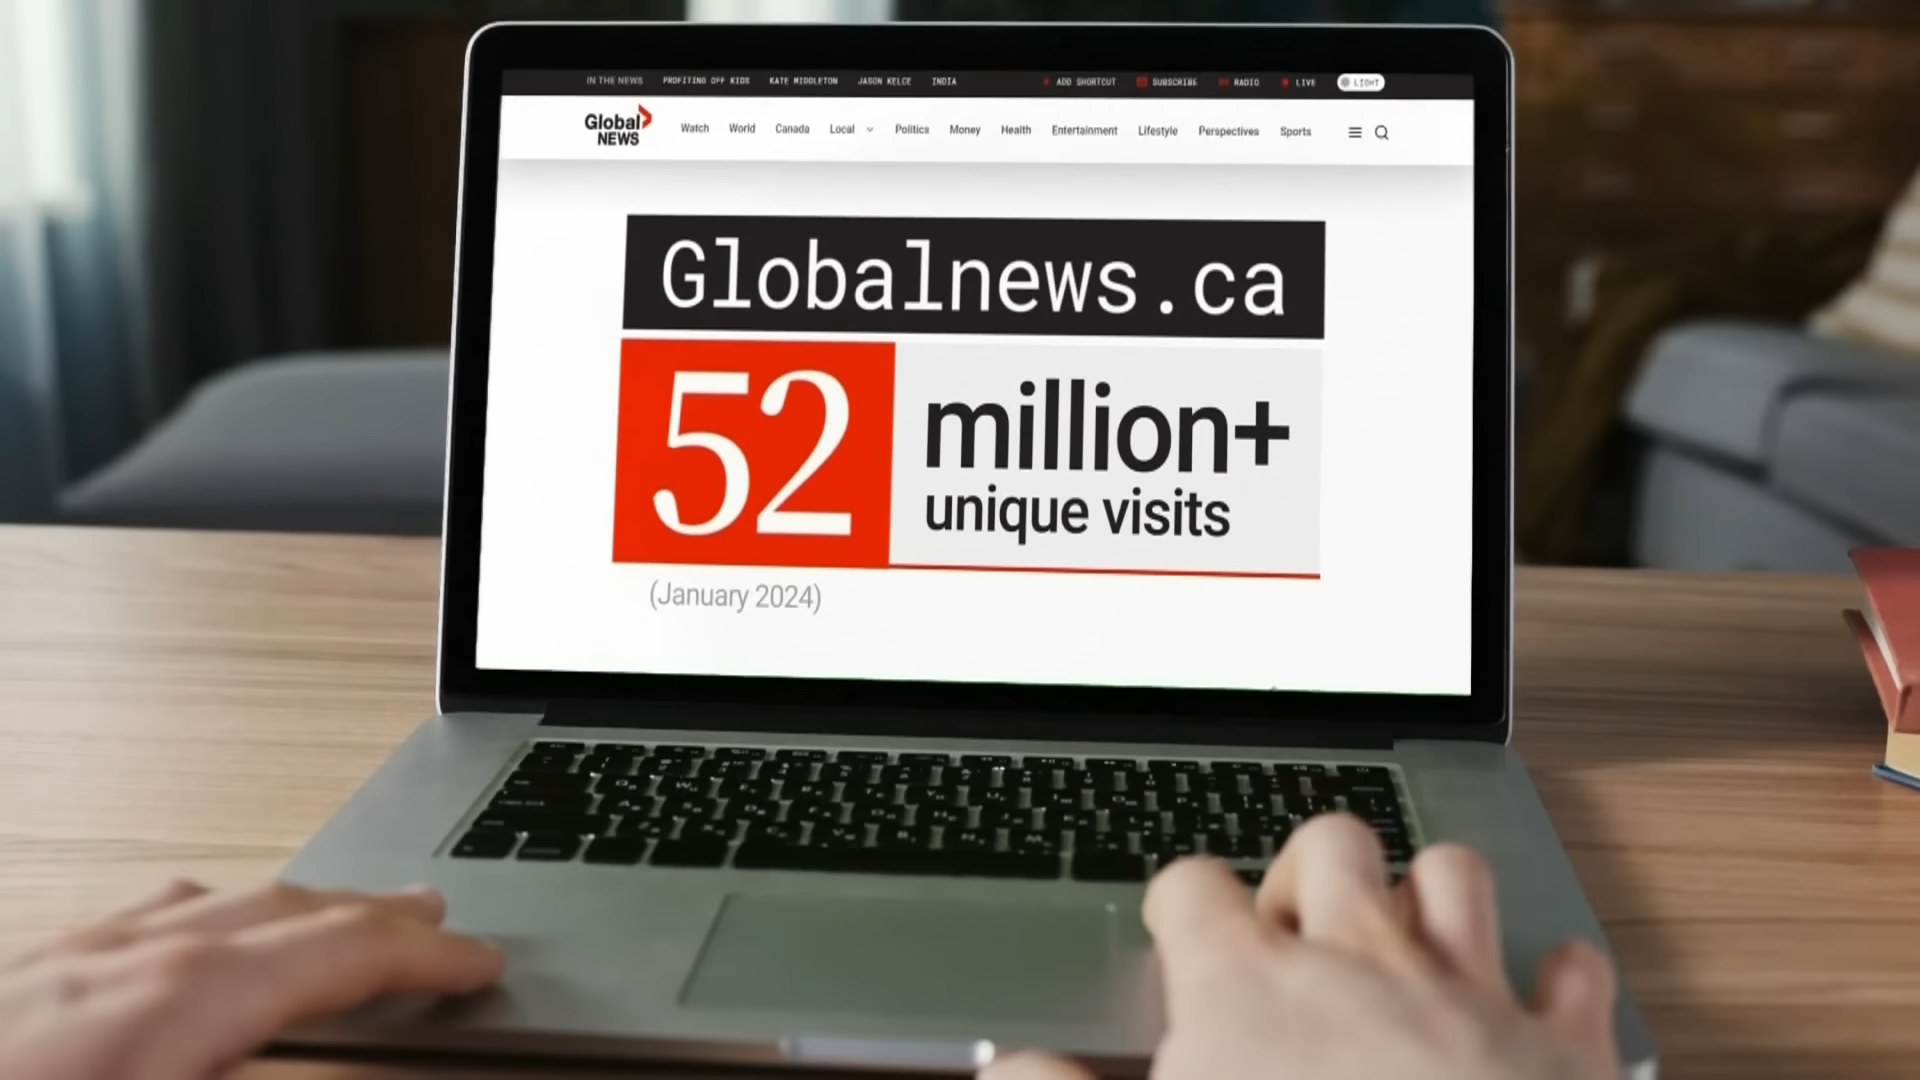 IN THE NEWS PROFITING OFF KIDS KATE MIDDLETON JASON KELCE INDIA ADD SHORTCUT SUBSCRIBE RADIO LIVE LIGHT
Global NEWS
Watch World Canada Local Politics Money Health Entertainment Lifestyle Perspectives Sports
Globalnews.ca
52 million+
unique visits
(January 2024)